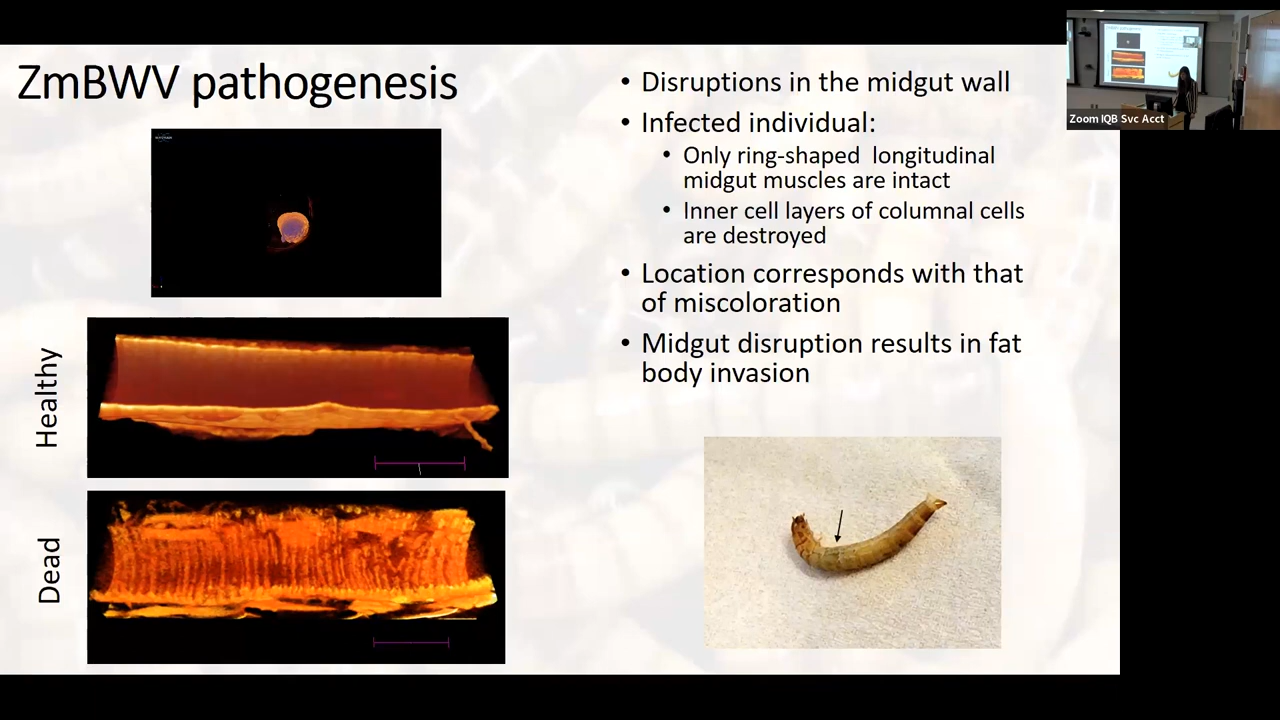 ZmBWV pathogenesis
Healthy
Dead
• Disruptions in the midgut wall
• Infected individual:
• Only ring-shaped longitudinal
midgut muscles are intact
• Inner cell layers of columnal cells
are destroyed
• Location corresponds with that
of miscoloration
• Midgut disruption results in fat
body invasion
Zoom IQB Svc Acct